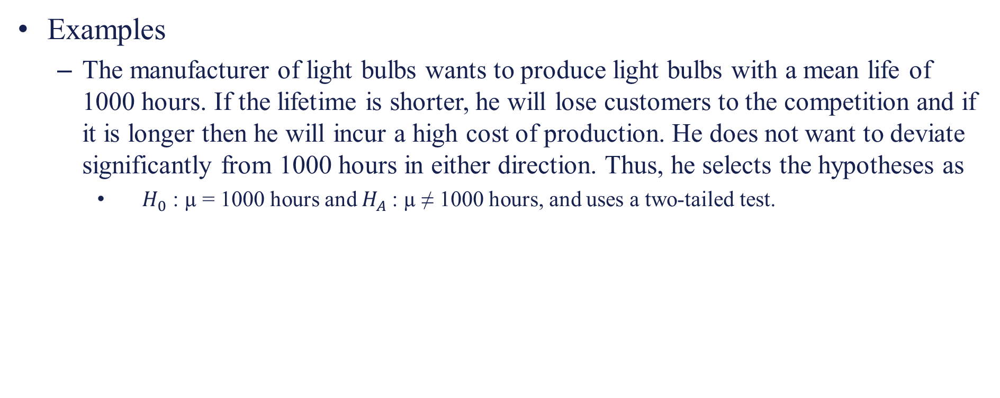 • Examples
– The manufacturer of light bulbs wants to produce light bulbs with a mean life of
1000 hours. If the lifetime is shorter, he will lose customers to the competition and if
it is longer then he will incur a high cost of production. He does not want to deviate
significantly from 1000 hours in either direction. Thus, he selects the hypotheses as
• H₀ : μ = 1000 hours and H_A : μ ≠ 1000 hours, and uses a two-tailed test.